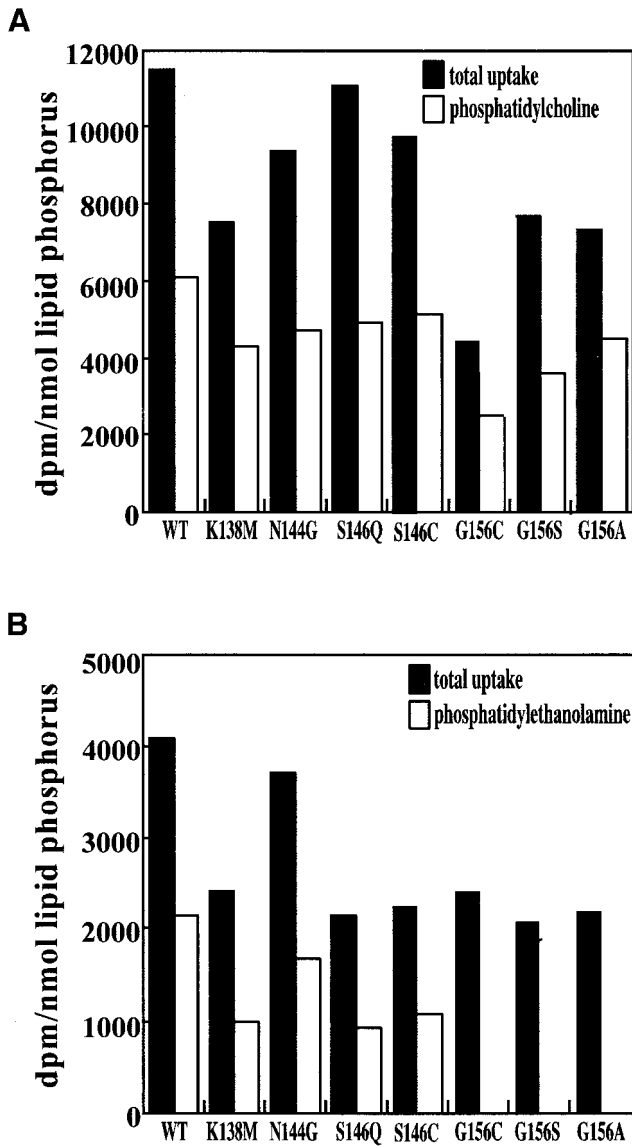 A
12000
10000
8000
6000
4000
2000
0
dpm/nmol lipid phosphorus
total uptake
phosphatidylcholine
WT K138M N144G S146Q S146C G156C G156S G156A
B
5000
4000
3000
2000
1000
0
dpm/nmol lipid phosphorus
total uptake
phosphatidylethanolamine
WT K138M N144G S146Q S146C G156C G156S G156A